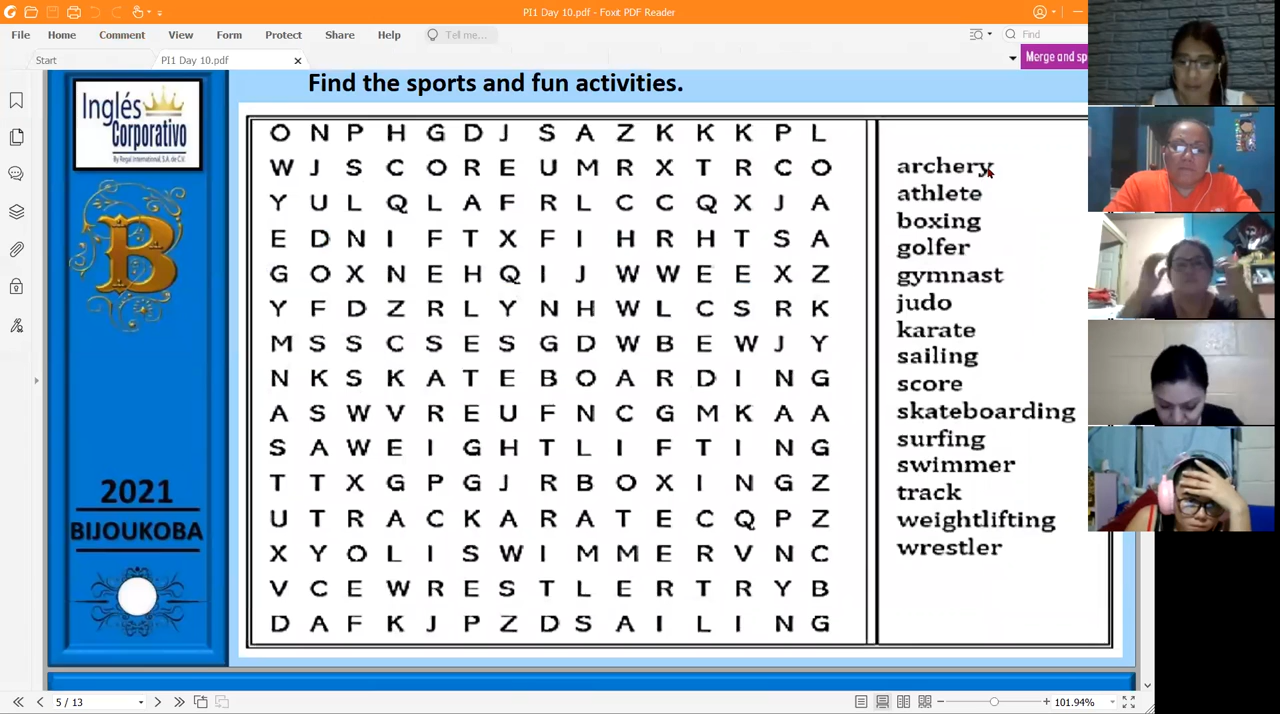 PI1 Day 10.pdf - Foxit PDF Reader
File Home Comment View Form Protect Share Help Tell me... Find
Start PI1 Day 10.pdf Merge and sp
Find the sports and fun activities.
Inglés
Corporativo
By Regal International, S.A. de C.V.
B
2021
BIJOUKOBA
O N P H G D J S A Z K K K P L
W J S C O R E U M R X T R C O
Y U L Q L A F R L C C Q X J A
E D N I F T X F I H R H T S A
G O X N E H Q I J W W E E X Z
Y F D Z R L Y N H W L C S R K
M S S C S E S G D W B E W J Y
N K S K A T E B O A R D I N G
A S W V R E U F N C G M K A A
S A W E I G H T L I F T I N G
T T X G P G J R B O X I N G Z
U T R A C K A R A T E C Q P Z
X Y O L I S W I M M E R V N C
V C E W R E S T L E R T R Y B
D A F K J P Z D S A I L I N G
archery
athlete
boxing
golfer
gymnast
judo
karate
sailing
score
skateboarding
surfing
swimmer
track
weightlifting
wrestler
5 / 13 101.94%